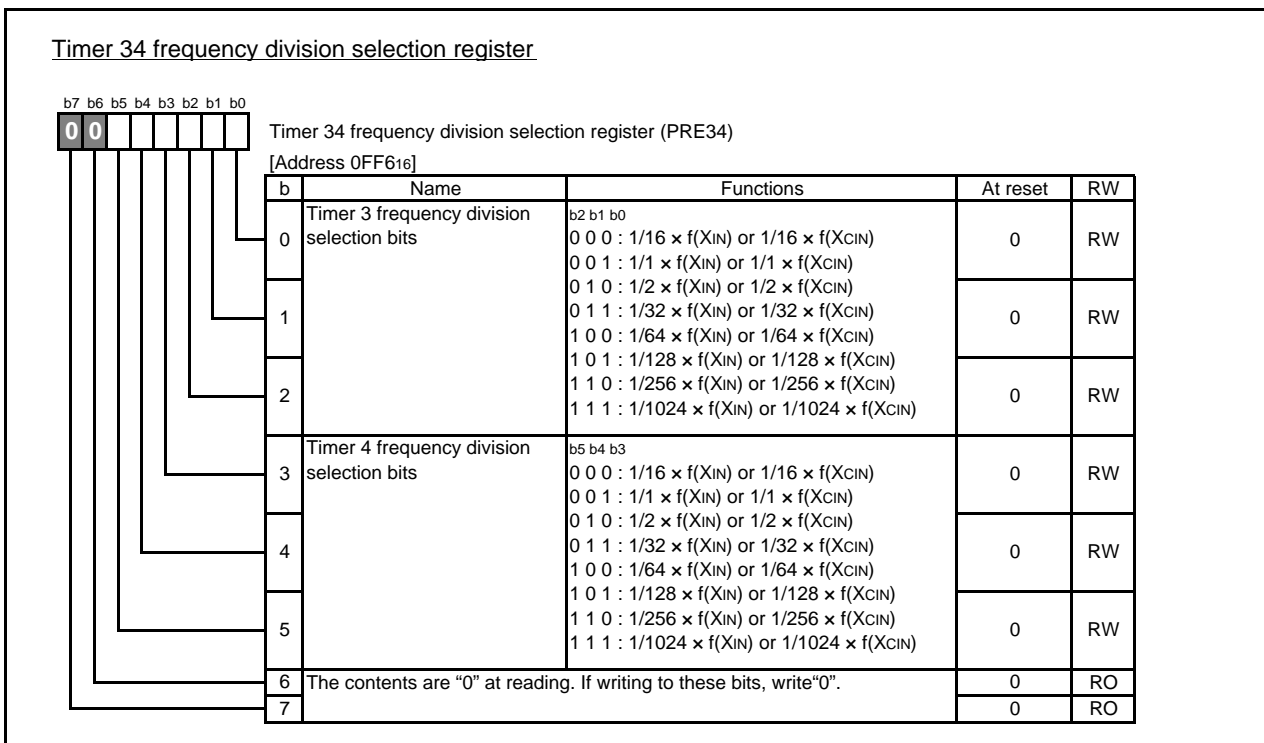 Timer 34 frequency division selection register
b7 b6 b5 b4 b3 b2 b1 b0
0 0
Timer 34 frequency division selection register (PRE34)
[Address 0FF616]
b Name Functions At reset RW
Timer 3 frequency division
selection bits
b2 b1 b0
0 0 0 : 1/16 × f(XIN) or 1/16 × f(XCIN)
0 0 1 : 1/1 × f(XIN) or 1/1 × f(XCIN)
0 1 0 : 1/2 × f(XIN) or 1/2 × f(XCIN)
0 1 1 : 1/32 × f(XIN) or 1/32 × f(XCIN)
1 0 0 : 1/64 × f(XIN) or 1/64 × f(XCIN)
1 0 1 : 1/128 × f(XIN) or 1/128 × f(XCIN)
1 1 0 : 1/256 × f(XIN) or 1/256 × f(XCIN)
1 1 1 : 1/1024 × f(XIN) or 1/1024 × f(XCIN)
0 0 RW
1 0 RW
2 0 RW
Timer 4 frequency division
selection bits
b5 b4 b3
0 0 0 : 1/16 × f(XIN) or 1/16 × f(XCIN)
0 0 1 : 1/1 × f(XIN) or 1/1 × f(XCIN)
0 1 0 : 1/2 × f(XIN) or 1/2 × f(XCIN)
0 1 1 : 1/32 × f(XIN) or 1/32 × f(XCIN)
1 0 0 : 1/64 × f(XIN) or 1/64 × f(XCIN)
1 0 1 : 1/128 × f(XIN) or 1/128 × f(XCIN)
1 1 0 : 1/256 × f(XIN) or 1/256 × f(XCIN)
1 1 1 : 1/1024 × f(XIN) or 1/1024 × f(XCIN)
3 0 RW
4 0 RW
5 0 RW
6 The contents are “0” at reading. If writing to these bits, write“0”. 0 RO
7 0 RO